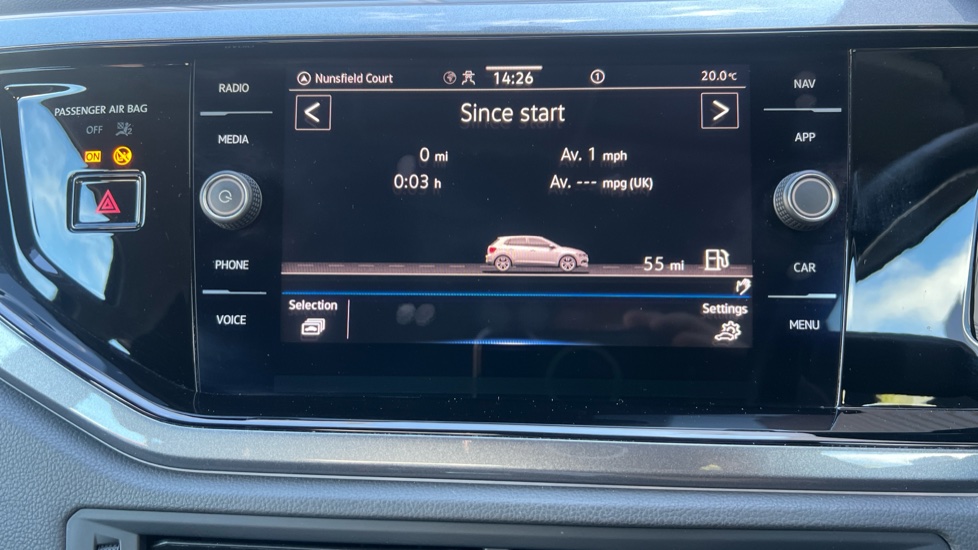 RADIO
MEDIA
PHONE
VOICE
PASSENGER AIR BAG
OFF
ON
Nunsfield Court
14:26
1
20.0°C
<
Since start
>
0 mi
Av. 1 mph
0:03 h
Av. --- mpg (UK)
55 mi
Selection
Settings
NAV
APP
CAR
MENU